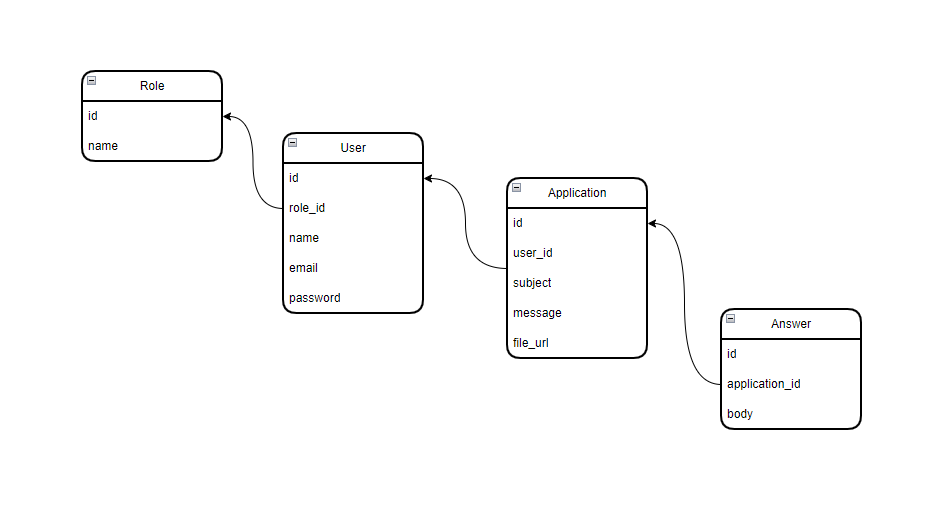 Role
id
name
User
id
role_id
name
email
password
Application
id
user_id
subject
message
file_url
Answer
id
application_id
body